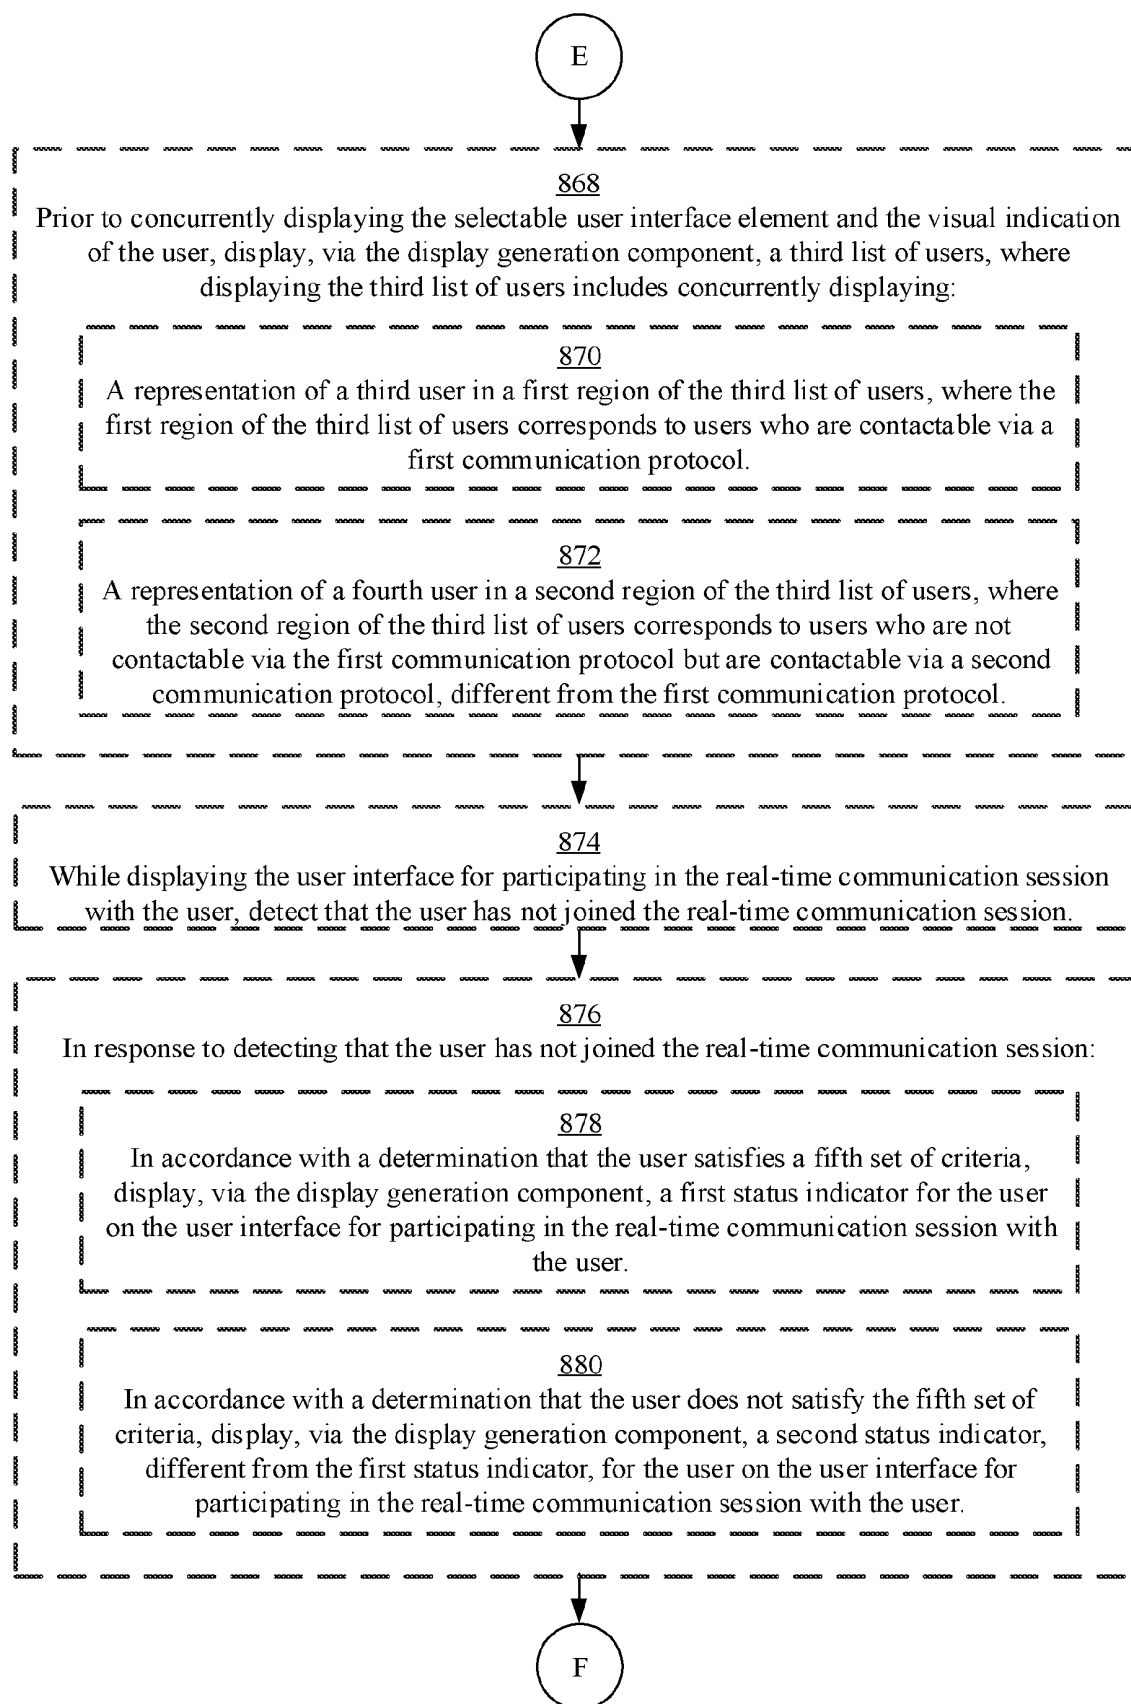 E
868
Prior to concurrently displaying the selectable user interface element and the visual indication
of the user, display, via the display generation component, a third list of users, where
displaying the third list of users includes concurrently displaying:
870
A representation of a third user in a first region of the third list of users, where the
first region of the third list of users corresponds to users who are contactable via a
first communication protocol.
872
A representation of a fourth user in a second region of the third list of users, where
the second region of the third list of users corresponds to users who are not
contactable via the first communication protocol but are contactable via a second
communication protocol, different from the first communication protocol.
874
While displaying the user interface for participating in the real-time communication session
with the user, detect that the user has not joined the real-time communication session.
876
In response to detecting that the user has not joined the real-time communication session:
878
In accordance with a determination that the user satisfies a fifth set of criteria,
display, via the display generation component, a first status indicator for the user
on the user interface for participating in the real-time communication session with
the user.
880
In accordance with a determination that the user does not satisfy the fifth set of
criteria, display, via the display generation component, a second status indicator,
different from the first status indicator, for the user on the user interface for
participating in the real-time communication session with the user.
F